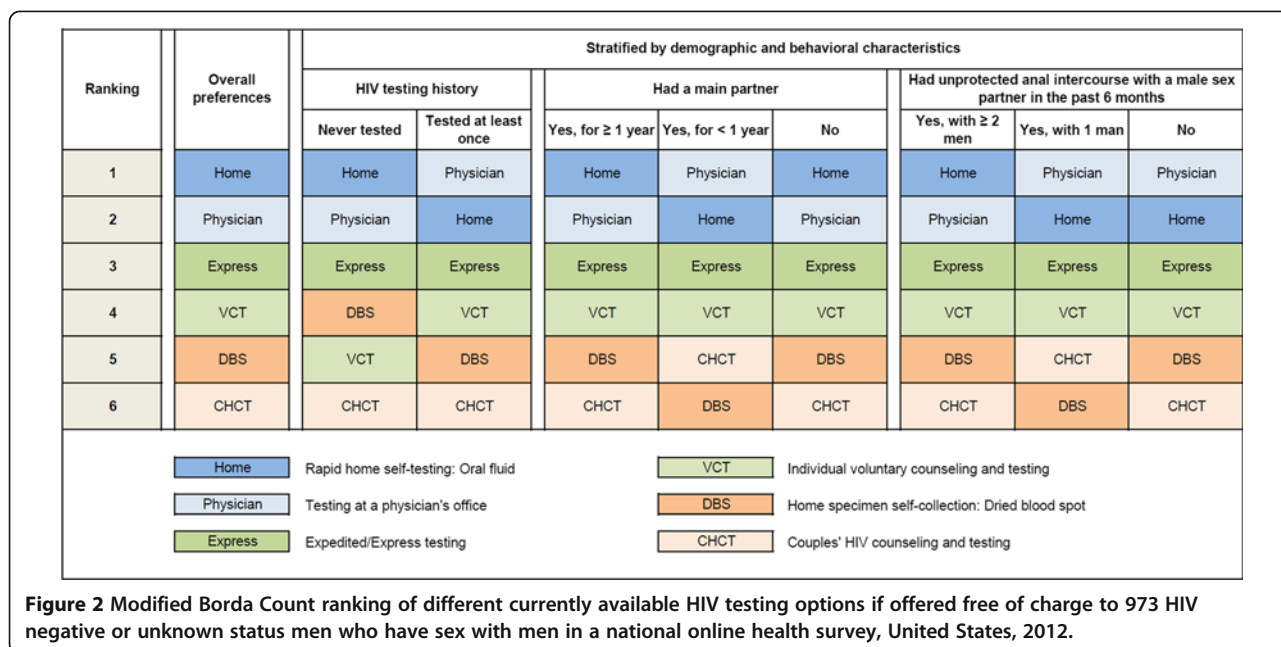 Ranking
Overall
preferences
Stratified by demographic and behavioral characteristics
HIV testing history
Had a main partner
Had unprotected anal intercourse with a male sex
partner in the past 6 months
Never tested
Tested at least
once
Yes, for ≥ 1 year
Yes, for < 1 year
No
Yes, with ≥ 2
men
Yes, with 1 man
No
1 Home Home Physician Home Physician Home Home Physician Physician
2 Physician Physician Home Physician Home Physician Physician Home Home
3 Express Express Express Express Express Express Express Express Express
4 VCT DBS VCT VCT VCT VCT VCT VCT VCT
5 DBS VCT DBS DBS CHCT DBS DBS CHCT DBS
6 CHCT CHCT CHCT CHCT DBS CHCT CHCT DBS CHCT
Home Rapid home self-testing: Oral fluid
VCT Individual voluntary counseling and testing
Physician Testing at a physician's office
DBS Home specimen self-collection: Dried blood spot
Express Expedited/Express testing
CHCT Couples' HIV counseling and testing
Figure 2 Modified Borda Count ranking of different currently available HIV testing options if offered free of charge to 973 HIV
negative or unknown status men who have sex with men in a national online health survey, United States, 2012.